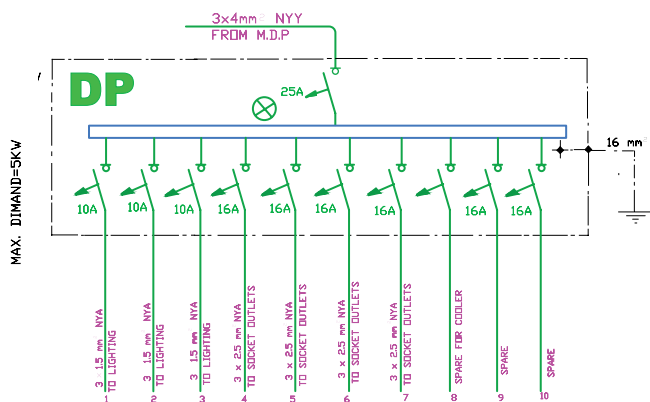 3x4mm² NYY
FROM M.D.P
DP
25A
16 mm²
MAX. DIMAND=5KW
10A
10A
10A
16A
16A
16A
16A
16A
16A
3 1.5 mm NYA
TO LIGHTING
3 1.5 mm NYA
TO LIGHTING
3 1.5 mm NYA
TO LIGHTING
3 x 2.5 mm NYA
TO SOCKET OUTLETS
3 x 2.5 mm NYA
TO SOCKET OUTLETS
3 x 2.5 mm NYA
TO SOCKET OUTLETS
3 x 2.5 mm NYA
TO SOCKET OUTLETS
SPARE FOR COOLER
SPARE
SPARE
1
2
3
4
5
6
7
8
9
10